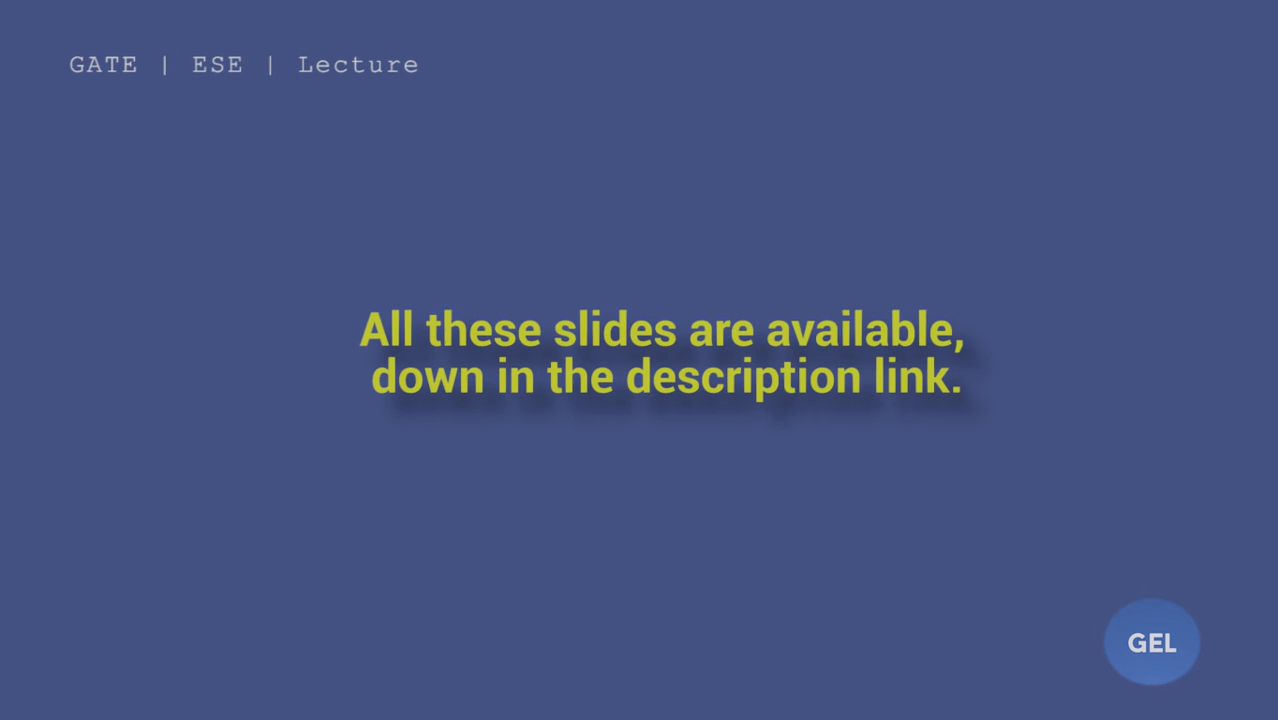 GATE | ESE | Lecture
All these slides are available,
down in the description link.
GEL